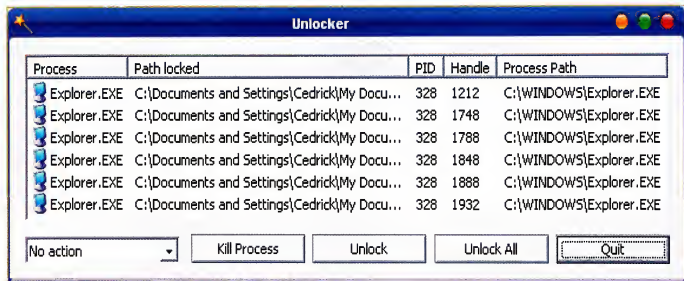 Unlocker
Process Path locked PID Handle Process Path
Explorer.EXE C:\Documents and Settings\Cedrick\My Docu... 328 1212 C:\WINDOWS\Explorer.EXE
Explorer.EXE C:\Documents and Settings\Cedrick\My Docu... 328 1748 C:\WINDOWS\Explorer.EXE
Explorer.EXE C:\Documents and Settings\Cedrick\My Docu... 328 1788 C:\WINDOWS\Explorer.EXE
Explorer.EXE C:\Documents and Settings\Cedrick\My Docu... 328 1848 C:\WINDOWS\Explorer.EXE
Explorer.EXE C:\Documents and Settings\Cedrick\My Docu... 328 1888 C:\WINDOWS\Explorer.EXE
Explorer.EXE C:\Documents and Settings\Cedrick\My Docu... 328 1932 C:\WINDOWS\Explorer.EXE
No action Kill Process Unlock Unlock All Quit